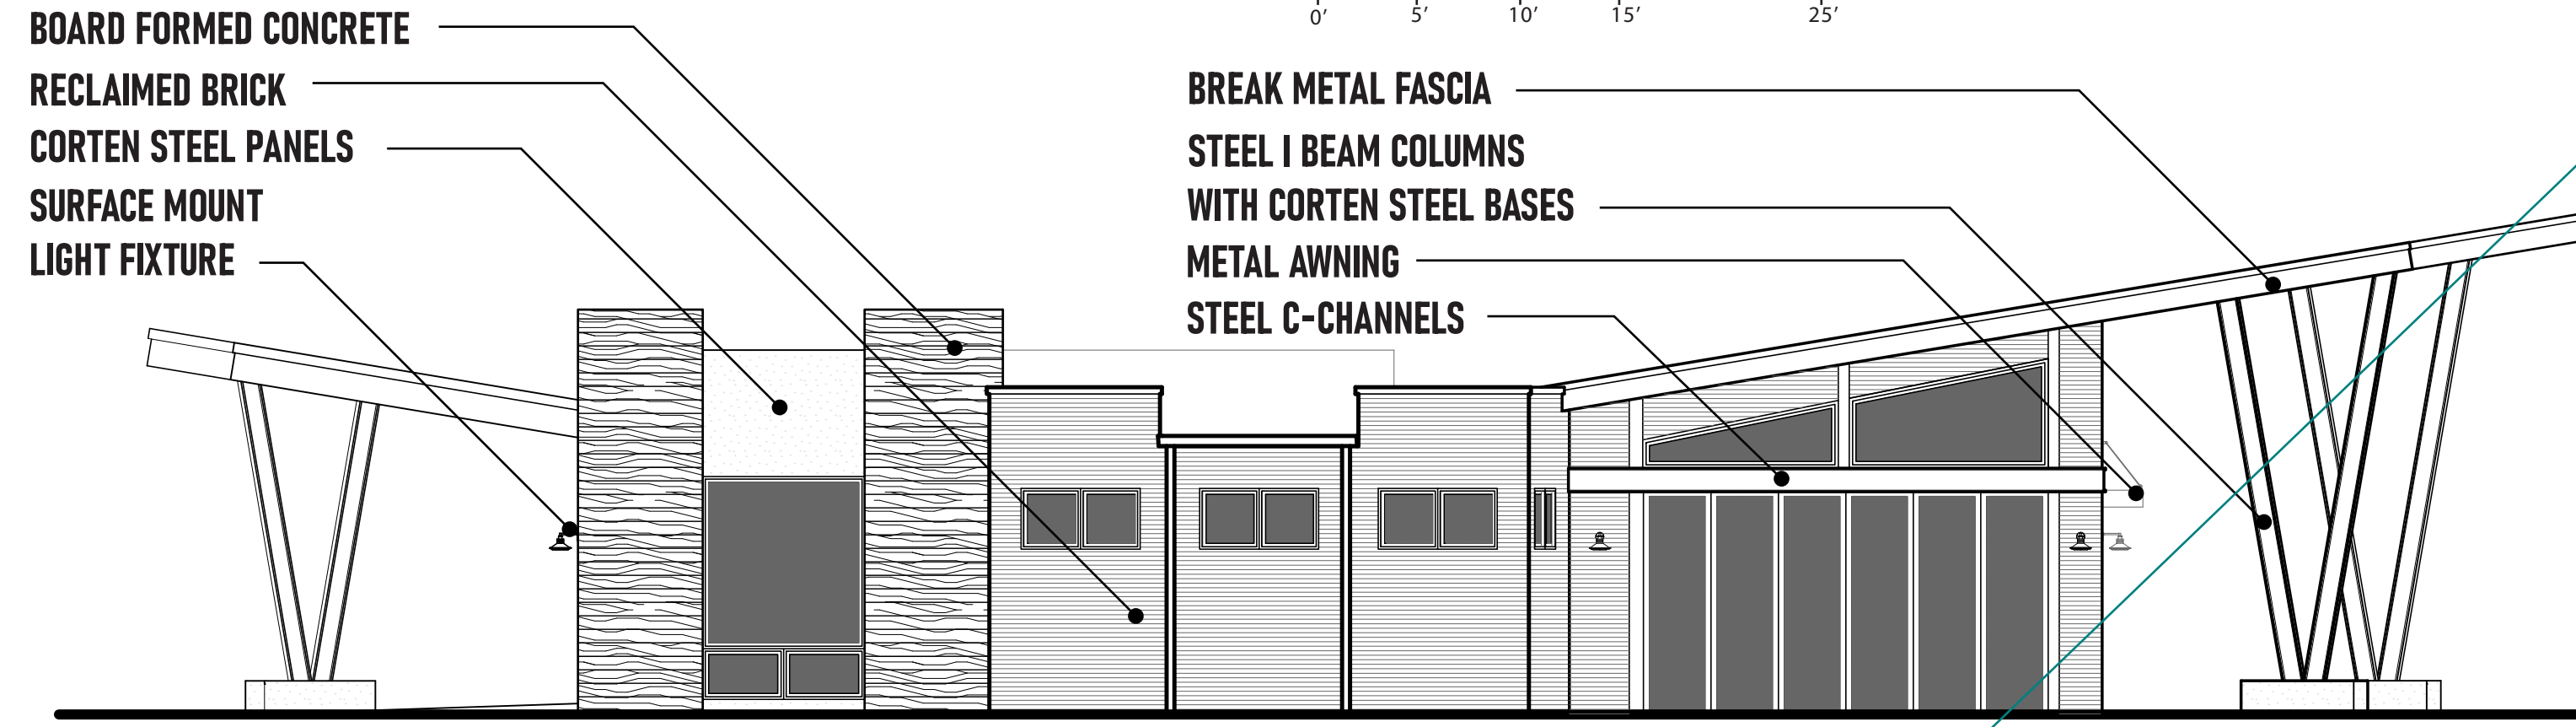 0' 5' 10' 15' 25'
BOARD FORMED CONCRETE
RECLAIMED BRICK
CORTEN STEEL PANELS
SURFACE MOUNT
LIGHT FIXTURE
BREAK METAL FASCIA
STEEL I BEAM COLUMNS
WITH CORTEN STEEL BASES
METAL AWNING
STEEL C-CHANNELS